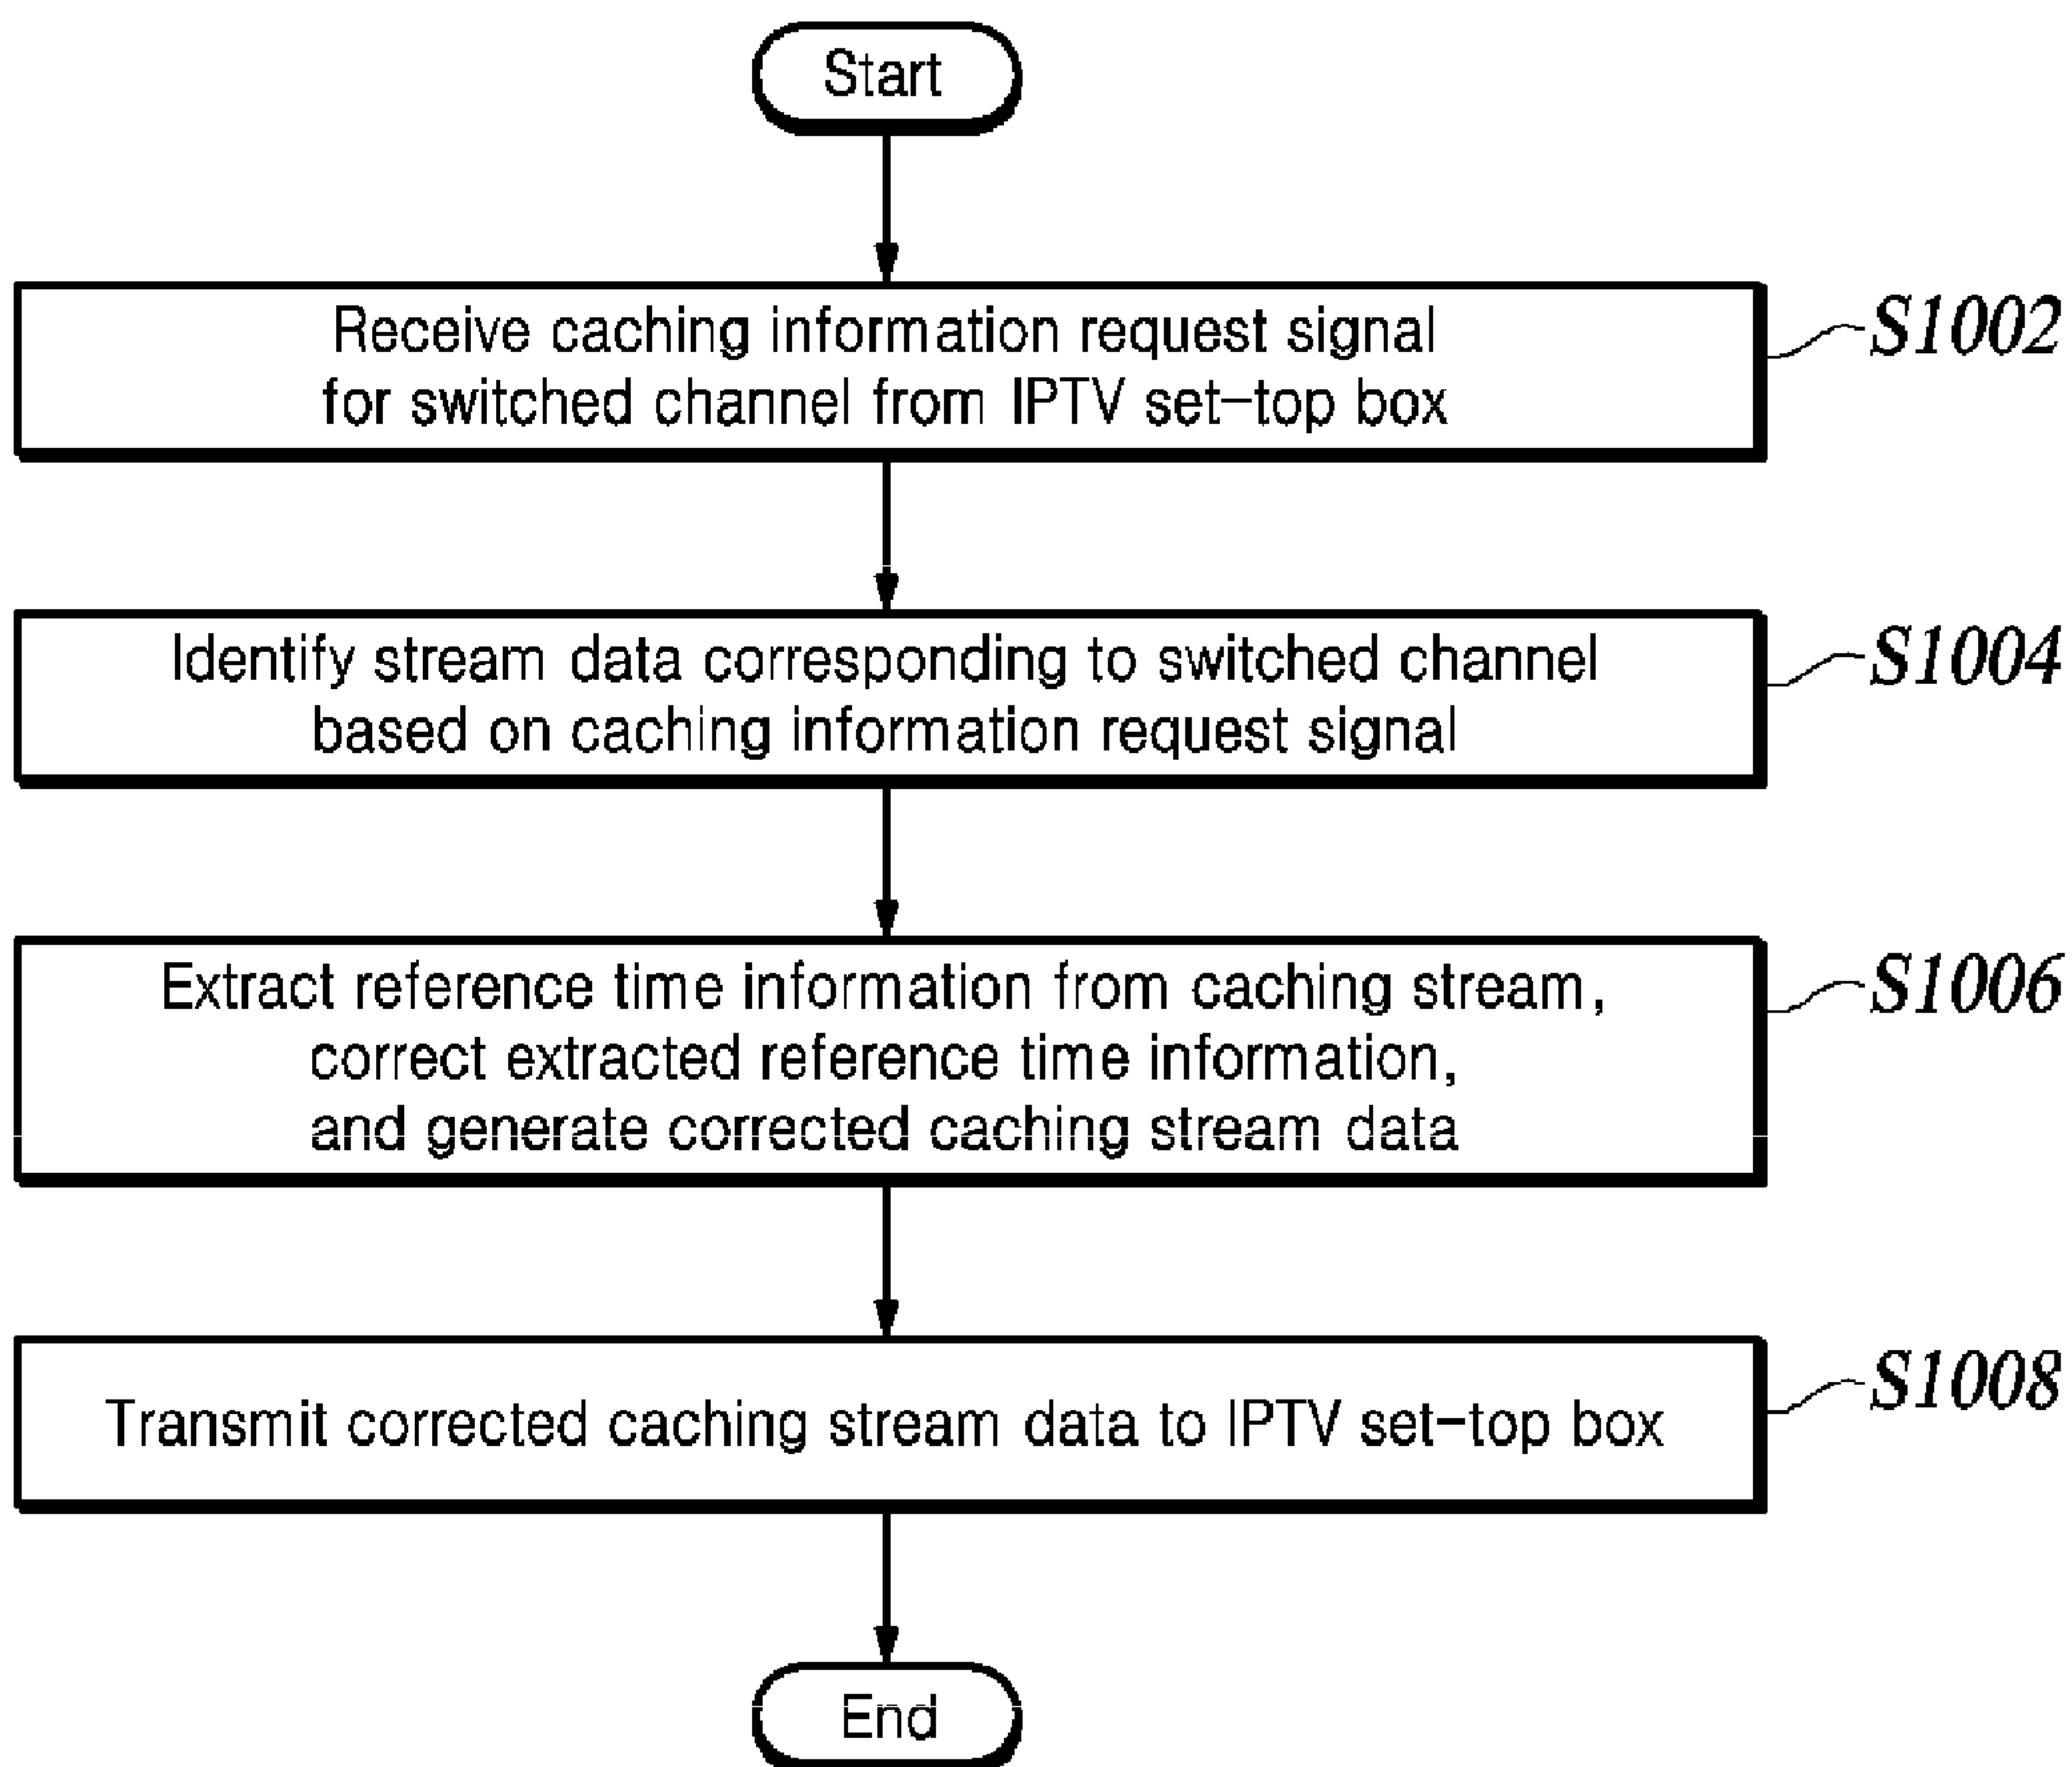 Start
Receive caching information request signal
for switched channel from IPTV set-top box
S1002
Identify stream data corresponding to switched channel
based on caching information request signal
S1004
Extract reference time information from caching stream,
correct extracted reference time information,
and generate corrected caching stream data
S1006
Transmit corrected caching stream data to IPTV set-top box
S1008
End